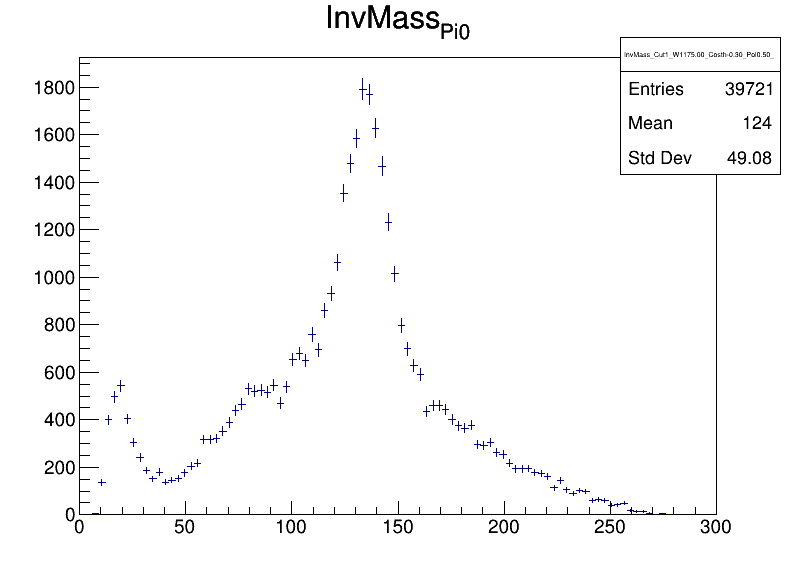 InvMass_Pi0
InvMass_Cut1_W1175.00_Costh-0.30_Pol0.50_
Entries 39721
Mean 124
Std Dev 49.08
1800
1600
1400
1200
1000
800
600
400
200
0
0 50 100 150 200 250 300